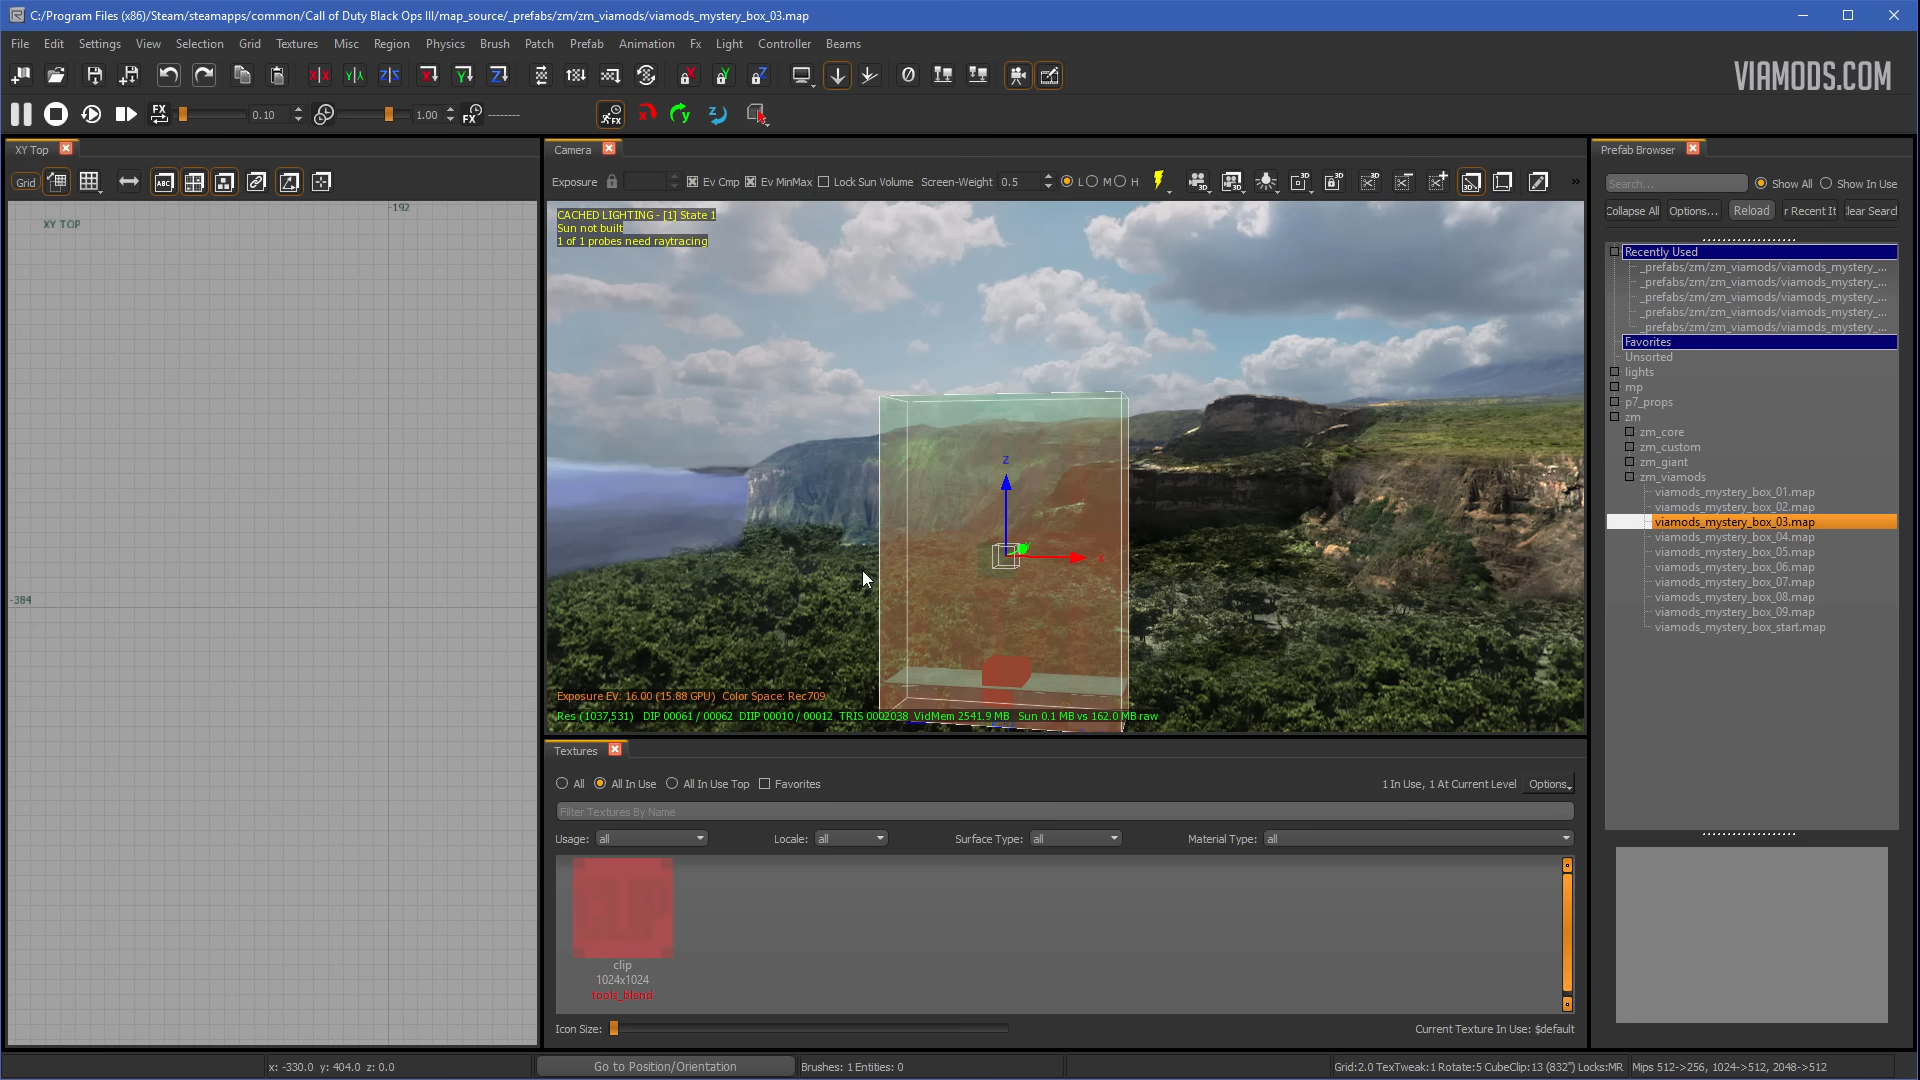 C:/Program Files (x86)/Steam/steamapps/common/Call of Duty Black Ops III/map_source/_prefabs/zm/zm_viamods/viamods_mystery_box_03.map
File Edit Settings View Selection Grid Textures Misc Region Physics Brush Patch Prefab Animation Fx Light Controller Beams
VIAMODS.COM
FX 0.10 1.00 FX --------
XY Top
Camera
Prefab Browser
Grid ABC
Exposure Ev Cmp Ev MinMax Lock Sun Volume Screen-Weight 0.5 L M H
Search... Show All Show In Use
Collapse All Options... Reload r Recent It lear Searc
-192
XY TOP
-384
CACHED LIGHTING - [1] State 1
Sun not built
1 of 1 probes need raytracing
Z
X
Exposure EV: 16.00 (15.88 GPU) Color Space: Rec709
Res (1037,531) DIP 00061 / 00062 DIIP 00010 / 00012 TRIS 0002038 VidMem 2541.9 MB Sun 0.1 MB vs 162.0 MB raw
Recently Used
_prefabs/zm/zm_viamods/viamods_mystery_...
_prefabs/zm/zm_viamods/viamods_mystery_...
_prefabs/zm/zm_viamods/viamods_mystery_...
_prefabs/zm/zm_viamods/viamods_mystery_...
_prefabs/zm/zm_viamods/viamods_mystery_...
Favorites
Unsorted
lights
mp
p7_props
zm
zm_core
zm_custom
zm_giant
zm_viamods
viamods_mystery_box_01.map
viamods_mystery_box_02.map
viamods_mystery_box_03.map
viamods_mystery_box_04.map
viamods_mystery_box_05.map
viamods_mystery_box_06.map
viamods_mystery_box_07.map
viamods_mystery_box_08.map
viamods_mystery_box_09.map
viamods_mystery_box_start.map
Textures
All All In Use All In Use Top Favorites 1 In Use, 1 At Current Level Options
Filter Textures By Name
Usage: all Locale: all Surface Type: all Material Type: all
CLIP
clip
1024x1024
tools_blend
Icon Size: Current Texture In Use: $default
x: -330.0 y: 404.0 z: 0.0 Go to Position/Orientation Brushes: 1 Entities: 0 Grid:2.0 TexTweak:1 Rotate:5 CubeClip:13 (832") Locks:MR Mips 512->256, 1024->512, 2048->512